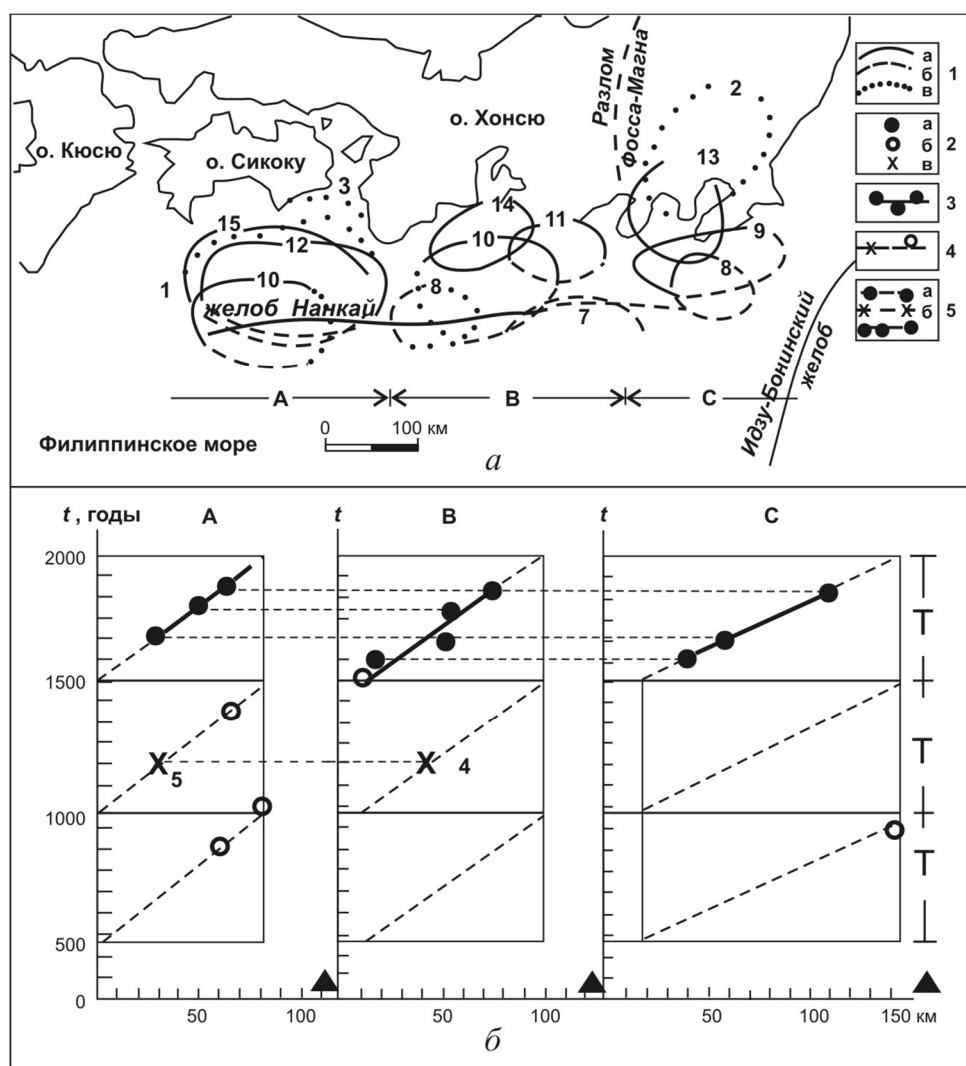 Разлом
Фосса-Магна
о. Хонсю
о. Кюсю
о. Сикоку
2
13
3
14
11
15
12
10
9
10
8
8
1
7
желоб Нанкай
A
B
C
Идзу-Бонинский
желоб
Филиппинское море
0
100 км
а
а
б
в
1
а
б
в
2
3
4
а
б
5
t, годы
A
t
B
t
C
2000
1500
1000
500
0
5
4
T
T
T
50
100
50
100
50
100
150 км
б